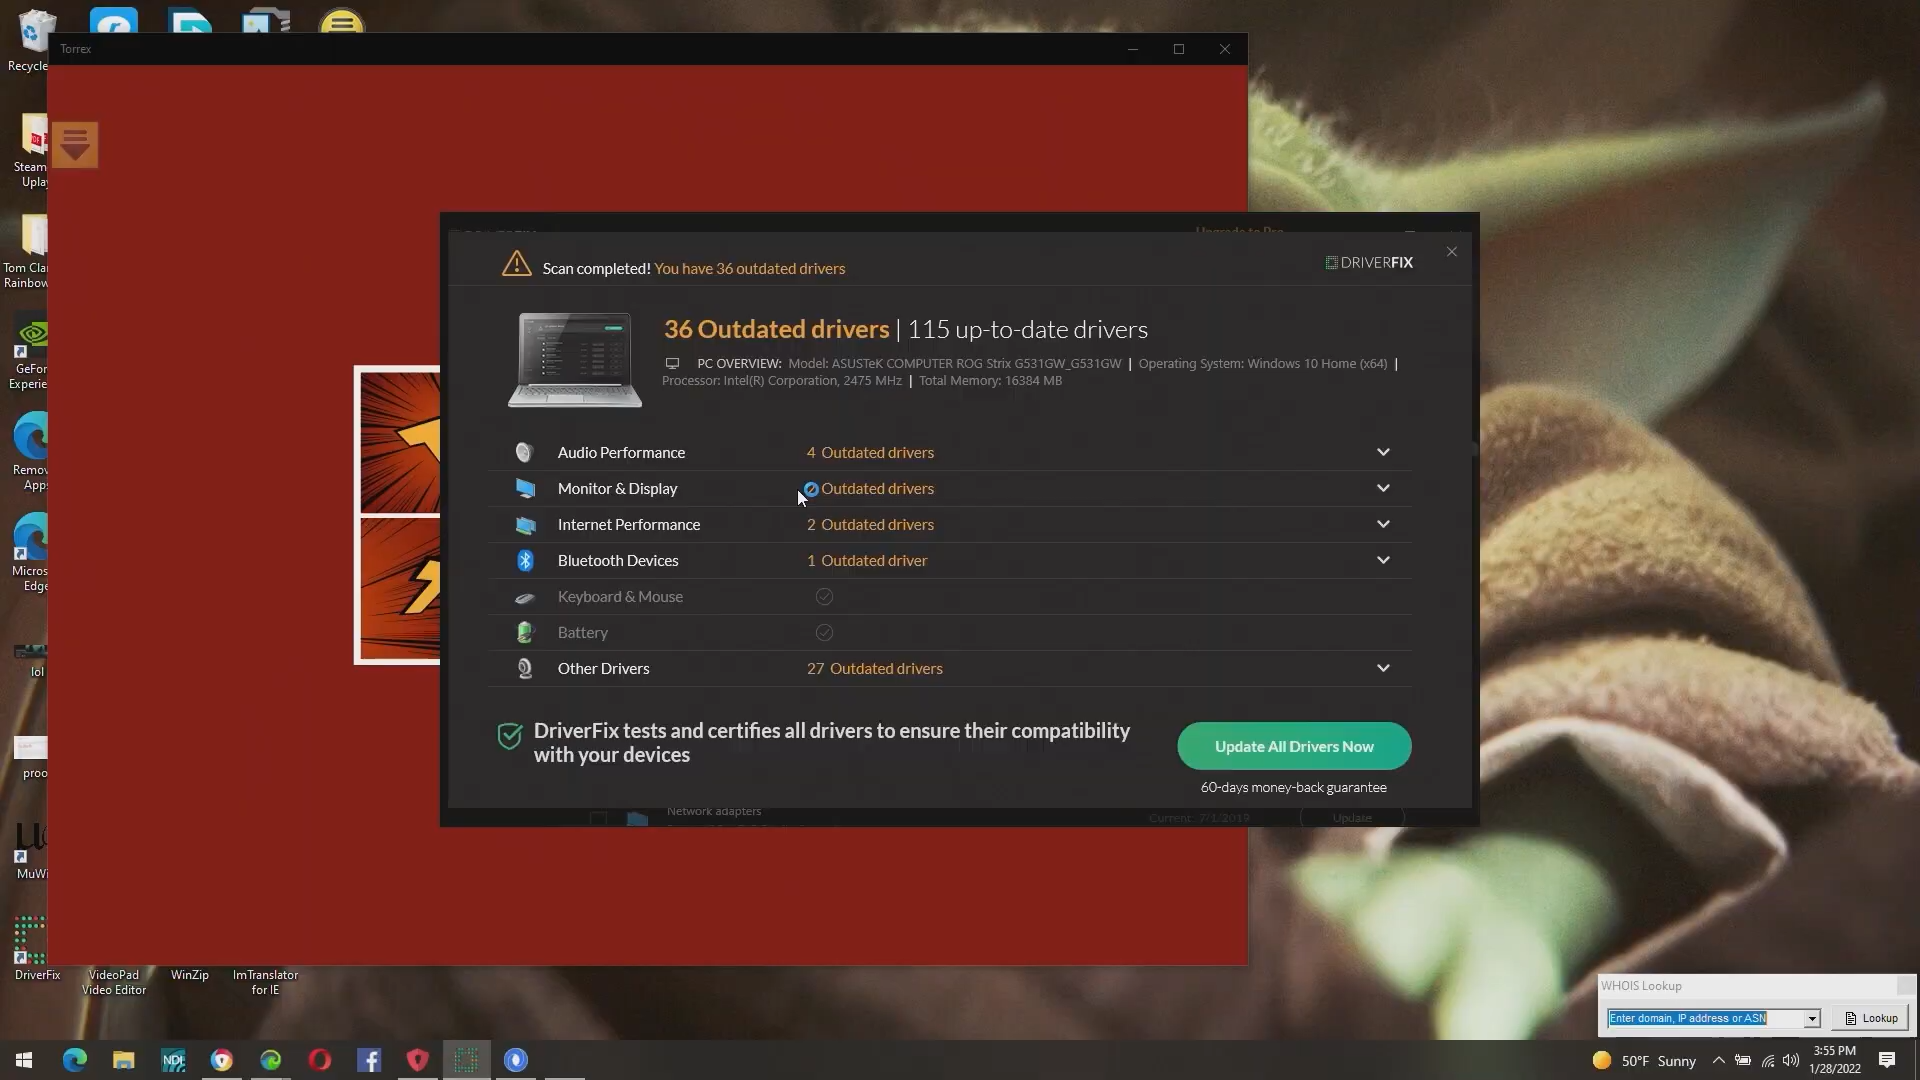 Torrex
Recycle
Steam
Uplay
Tom Cla
Rainbow
GeFor
Experie
Remov
Apps
Micros
Edge
lol
proo
MuWi
DriverFix
VideoPad
Video Editor
WinZip
ImTranslator
for IE
Upgrade to Pro
Scan completed! You have 36 outdated drivers
DRIVERFIX
36 Outdated drivers | 115 up-to-date drivers
PC OVERVIEW: Model: ASUSTeK COMPUTER ROG Strix G531GW_G531GW | Operating System: Windows 10 Home (x64) |
Processor: Intel(R) Corporation, 2475 MHz | Total Memory: 16384 MB
Audio Performance 4 Outdated drivers
Monitor & Display Outdated drivers
Internet Performance 2 Outdated drivers
Bluetooth Devices 1 Outdated driver
Keyboard & Mouse
Battery
Other Drivers 27 Outdated drivers
DriverFix tests and certifies all drivers to ensure their compatibility
with your devices
Update All Drivers Now
60-days money-back guarantee
Network adapters
Current: 7/1/2019 Update
WHOIS Lookup
Enter domain, IP address or ASN Lookup
NDI
50°F Sunny
3:55 PM
1/28/2022